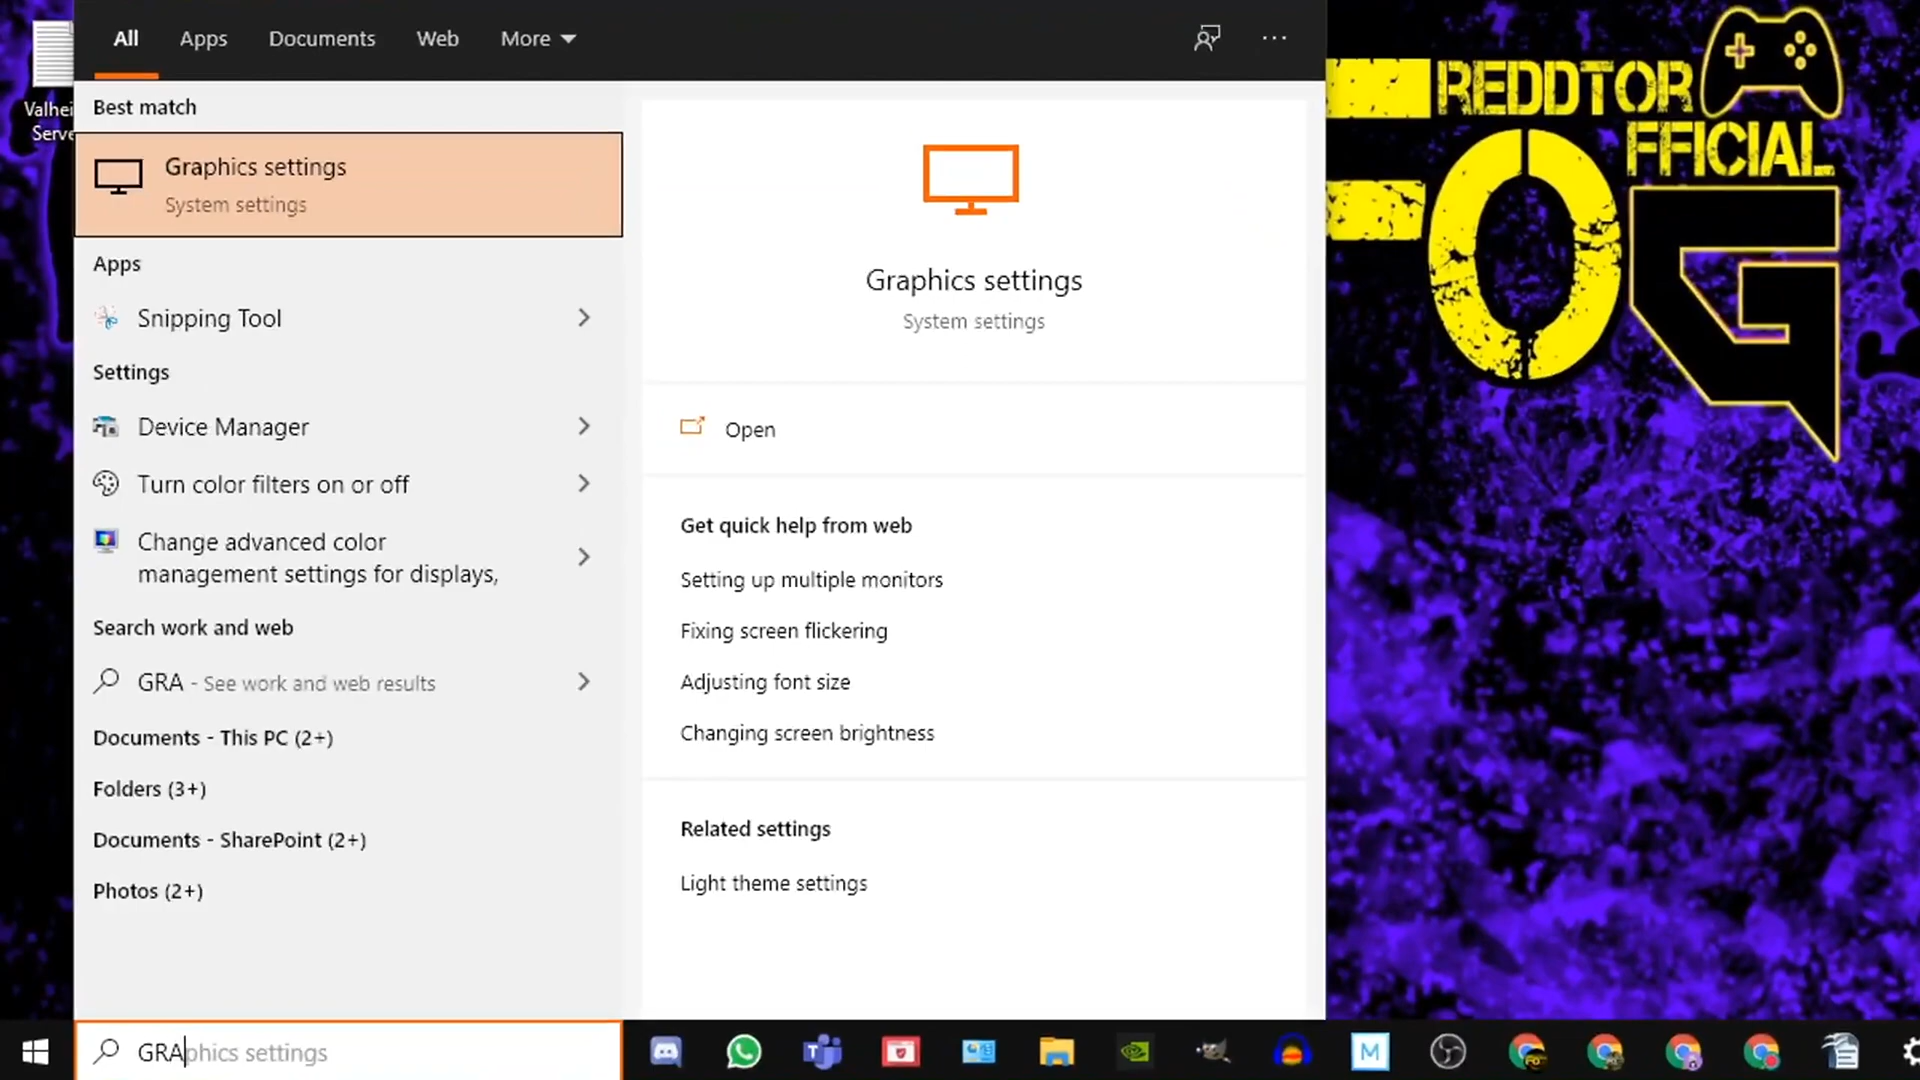 All Apps Documents Web More
Valhei
Serve
Best match
Graphics settings
System settings
Apps
Snipping Tool
Settings
Device Manager
Turn color filters on or off
Change advanced color
management settings for displays,
Search work and web
GRA - See work and web results
Documents - This PC (2+)
Folders (3+)
Documents - SharePoint (2+)
Photos (2+)
GRAphics settings
Graphics settings
System settings
Open
Get quick help from web
Setting up multiple monitors
Fixing screen flickering
Adjusting font size
Changing screen brightness
Related settings
Light theme settings
REDDTOR
OFFICIAL
G
M